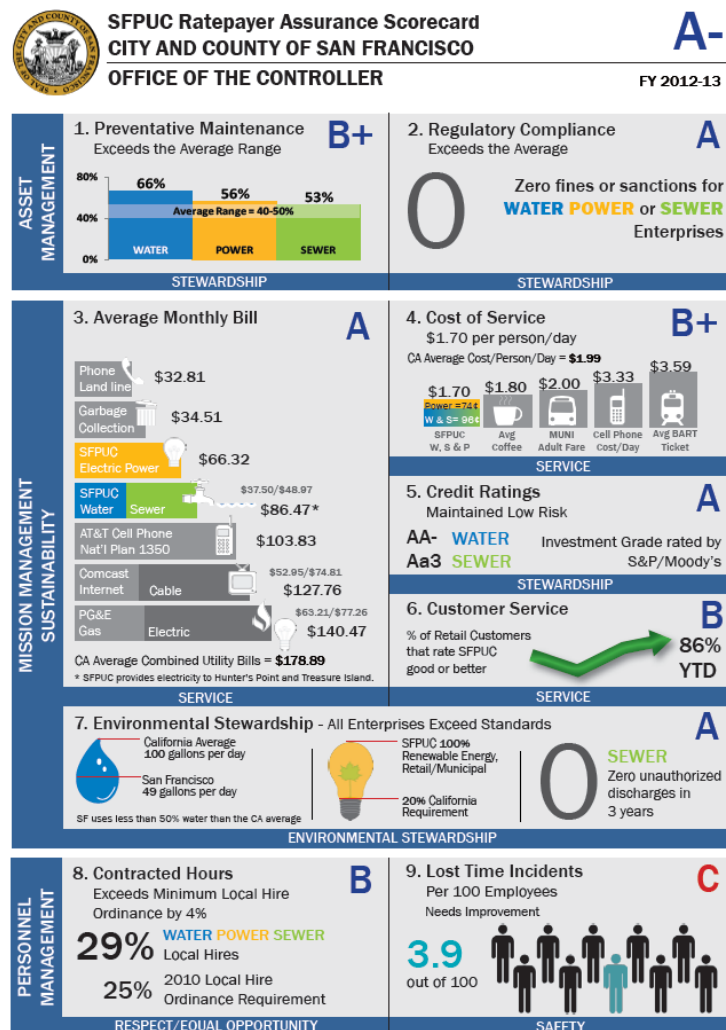 SFPUC Ratepayer Assurance Scorecard
CITY AND COUNTY OF SAN FRANCISCO
OFFICE OF THE CONTROLLER
A-
FY 2012-13
SEAL OF THE CITY AND COUNTY OF SAN FRANCISCO
ASSET
MANAGEMENT
1. Preventative Maintenance
Exceeds the Average Range
B+
80%
40%
0%
66%
56%
53%
Average Range = 40-50%
WATER
POWER
SEWER
STEWARDSHIP
2. Regulatory Compliance
Exceeds the Average
A
0
Zero fines or sanctions for
WATER POWER or SEWER
Enterprises
STEWARDSHIP
MISSION MANAGEMENT
SUSTAINABILITY
3. Average Monthly Bill
A
Phone
Land line
$32.81
Garbage
Collection
$34.51
SFPUC
Electric Power
$66.32
SFPUC
Water
Sewer
$37.50/$48.97
$86.47*
AT&T Cell Phone
Nat'l Plan 1350
$103.83
Comcast
Internet
Cable
$52.95/$74.81
$127.76
PG&E
Gas
Electric
$63.21/$77.26
$140.47
CA Average Combined Utility Bills = $178.89
* SFPUC provides electricity to Hunter's Point and Treasure Island.
SERVICE
4. Cost of Service
$1.70 per person/day
B+
CA Average Cost/Person/Day = $1.99
$1.70
$1.80
$2.00
$3.33
$3.59
Power =74¢
W & S= 96¢
SFPUC
W, S & P
Avg
Coffee
MUNI
Adult Fare
Cell Phone
Cost/Day
Avg BART
Ticket
SERVICE
5. Credit Ratings
Maintained Low Risk
A
AA- WATER
Aa3 SEWER
Investment Grade rated by
S&P/Moody's
STEWARDSHIP
6. Customer Service
B
% of Retail Customers
that rate SFPUC
good or better
86%
YTD
SERVICE
7. Environmental Stewardship - All Enterprises Exceed Standards
A
California Average
100 gallons per day
San Francisco
49 gallons per day
SF uses less than 50% water than the CA average
SFPUC 100%
Renewable Energy,
Retail/Municipal
20% California
Requirement
0
SEWER
Zero unauthorized
discharges in
3 years
ENVIRONMENTAL STEWARDSHIP
PERSONNEL
MANAGEMENT
8. Contracted Hours
Exceeds Minimum Local Hire
Ordinance by 4%
B
29%
WATER POWER SEWER
Local Hires
25%
2010 Local Hire
Ordinance Requirement
RESPECT/EQUAL OPPORTUNITY
9. Lost Time Incidents
Per 100 Employees
Needs Improvement
C
3.9
out of 100
SAFETY